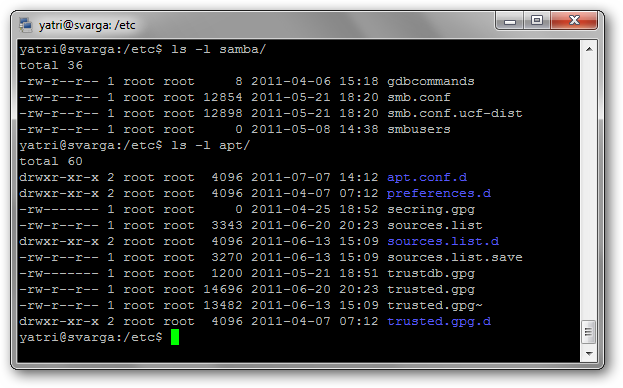 yatri@svarga: /etc
yatri@svarga:/etc$ ls -l samba/
total 36
-rw-r--r-- 1 root root     8 2011-04-06 15:18 gdbcommands
-rw-r--r-- 1 root root 12854 2011-05-21 18:20 smb.conf
-rw-r--r-- 1 root root 12898 2011-05-21 18:20 smb.conf.ucf-dist
-rw-r--r-- 1 root root     0 2011-05-08 14:38 smbusers
yatri@svarga:/etc$ ls -l apt/
total 60
drwxr-xr-x 2 root root  4096 2011-07-07 14:12 apt.conf.d
drwxr-xr-x 2 root root  4096 2011-04-07 07:12 preferences.d
-rw------- 1 root root     0 2011-04-25 18:52 secring.gpg
-rw-r--r-- 1 root root  3343 2011-06-20 20:23 sources.list
drwxr-xr-x 2 root root  4096 2011-06-13 15:09 sources.list.d
-rw-r--r-- 1 root root  3270 2011-06-13 15:09 sources.list.save
-rw------- 1 root root  1200 2011-05-21 18:51 trustdb.gpg
-rw-r--r-- 1 root root 14696 2011-06-20 20:23 trusted.gpg
-rw-r--r-- 1 root root 13482 2011-06-13 15:09 trusted.gpg~
drwxr-xr-x 2 root root  4096 2011-04-07 07:12 trusted.gpg.d
yatri@svarga:/etc$